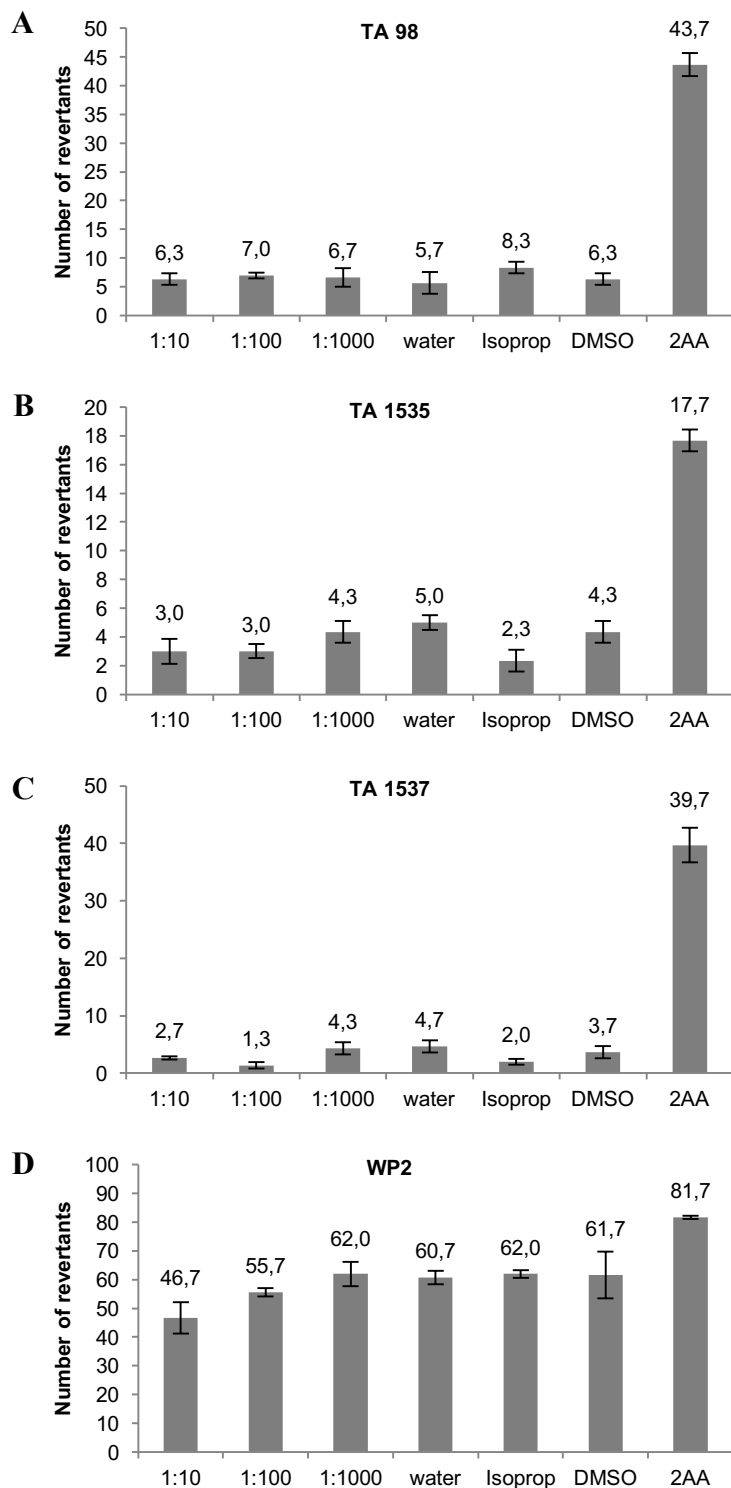 A
TA 98
Number of revertants
50
45
40
35
30
25
20
15
10
5
0
6,3 7,0 6,7 5,7 8,3 6,3 43,7
1:10 1:100 1:1000 water Isoprop DMSO 2AA
B
TA 1535
Number of revertants
20
18
16
14
12
10
8
6
4
2
0
3,0 3,0 4,3 5,0 2,3 4,3 17,7
1:10 1:100 1:1000 water Isoprop DMSO 2AA
C
TA 1537
Number of revertants
50
40
30
20
10
0
2,7 1,3 4,3 4,7 2,0 3,7 39,7
1:10 1:100 1:1000 water Isoprop DMSO 2AA
D
WP2
Number of revertants
100
90
80
70
60
50
40
30
20
10
0
46,7 55,7 62,0 60,7 62,0 61,7 81,7
1:10 1:100 1:1000 water Isoprop DMSO 2AA